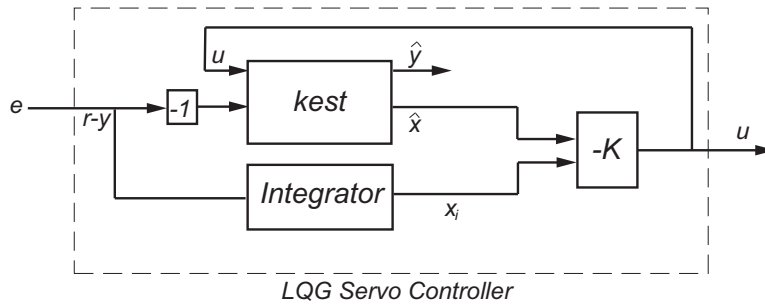 u
ŷ
kest
e
r-y
-1
x̂
-K
u
Integrator
xᵢ
LQG Servo Controller